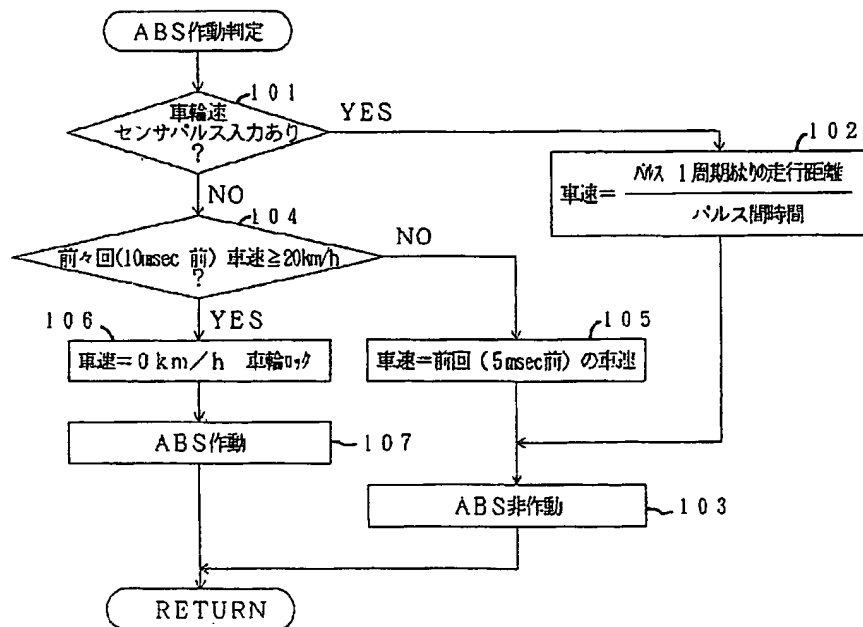 ABS作動判定
101
車輪速
センサパルス入力あり
?
YES
102
車速=
パルス 1周期当たりの走行距離
パルス間時間
NO
104
前々回(10msec 前) 車速≧20km/h
?
NO
106
YES
105
車速=0km/h 車輪ロック
車速=前回(5msec前)の車速
ABS作動
107
ABS非作動
103
RETURN